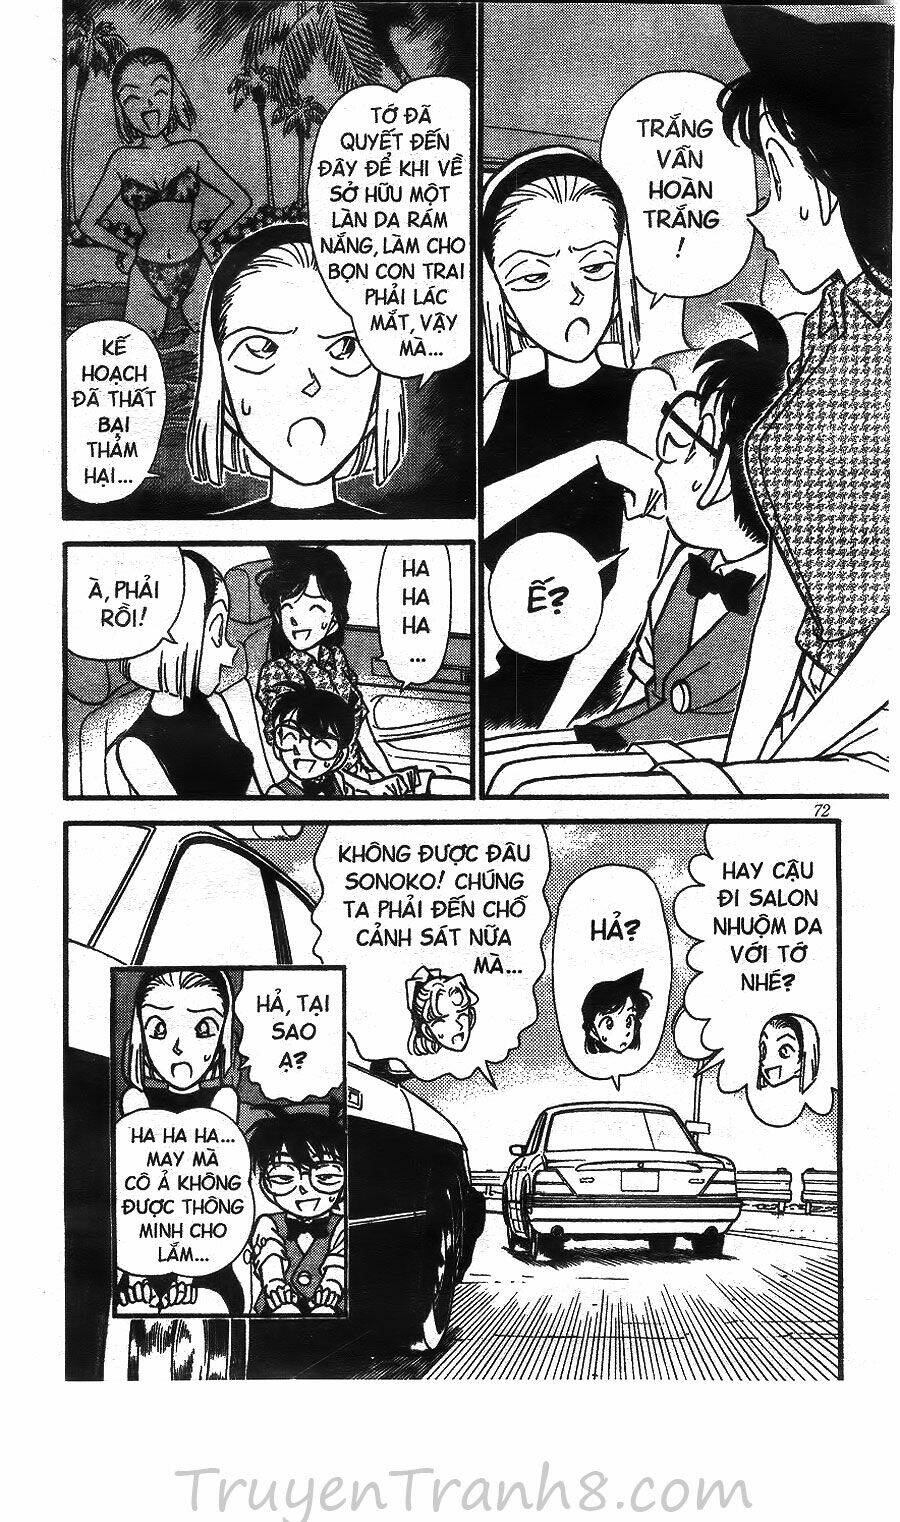 TRẮNG
VẪN
HOÀN
TRẮNG
!
Ế?
TỚ ĐÃ
QUYẾT ĐẾN
ĐÂY ĐỂ KHI VỀ
SỞ HỮU MỘT
LÀN DA RÁM
NẮNG, LÀM CHO
BỌN CON TRAI
PHẢI LÁC
MẮT, VẬY
MÀ...
KẾ
HOẠCH
ĐÃ THẤT
BẠI
THẢM
HẠI...
HA
HA
HA
...
À, PHẢI
RỒI!
72
HAY CẬU
ĐI SALON
NHUỘM DA
VỚI TỚ
NHÉ?
HẢ?
KHÔNG ĐƯỢC ĐÂU
SONOKO! CHÚNG
TA PHẢI ĐẾN CHỖ
CẢNH SÁT NỮA
MÀ...
HẢ, TẠI
SAO
Ạ?
HA HA HA...
MAY MÀ
CÔ Ả KHÔNG
ĐƯỢC THÔNG
MINH CHO
LẮM...
TruyenTranh8.com